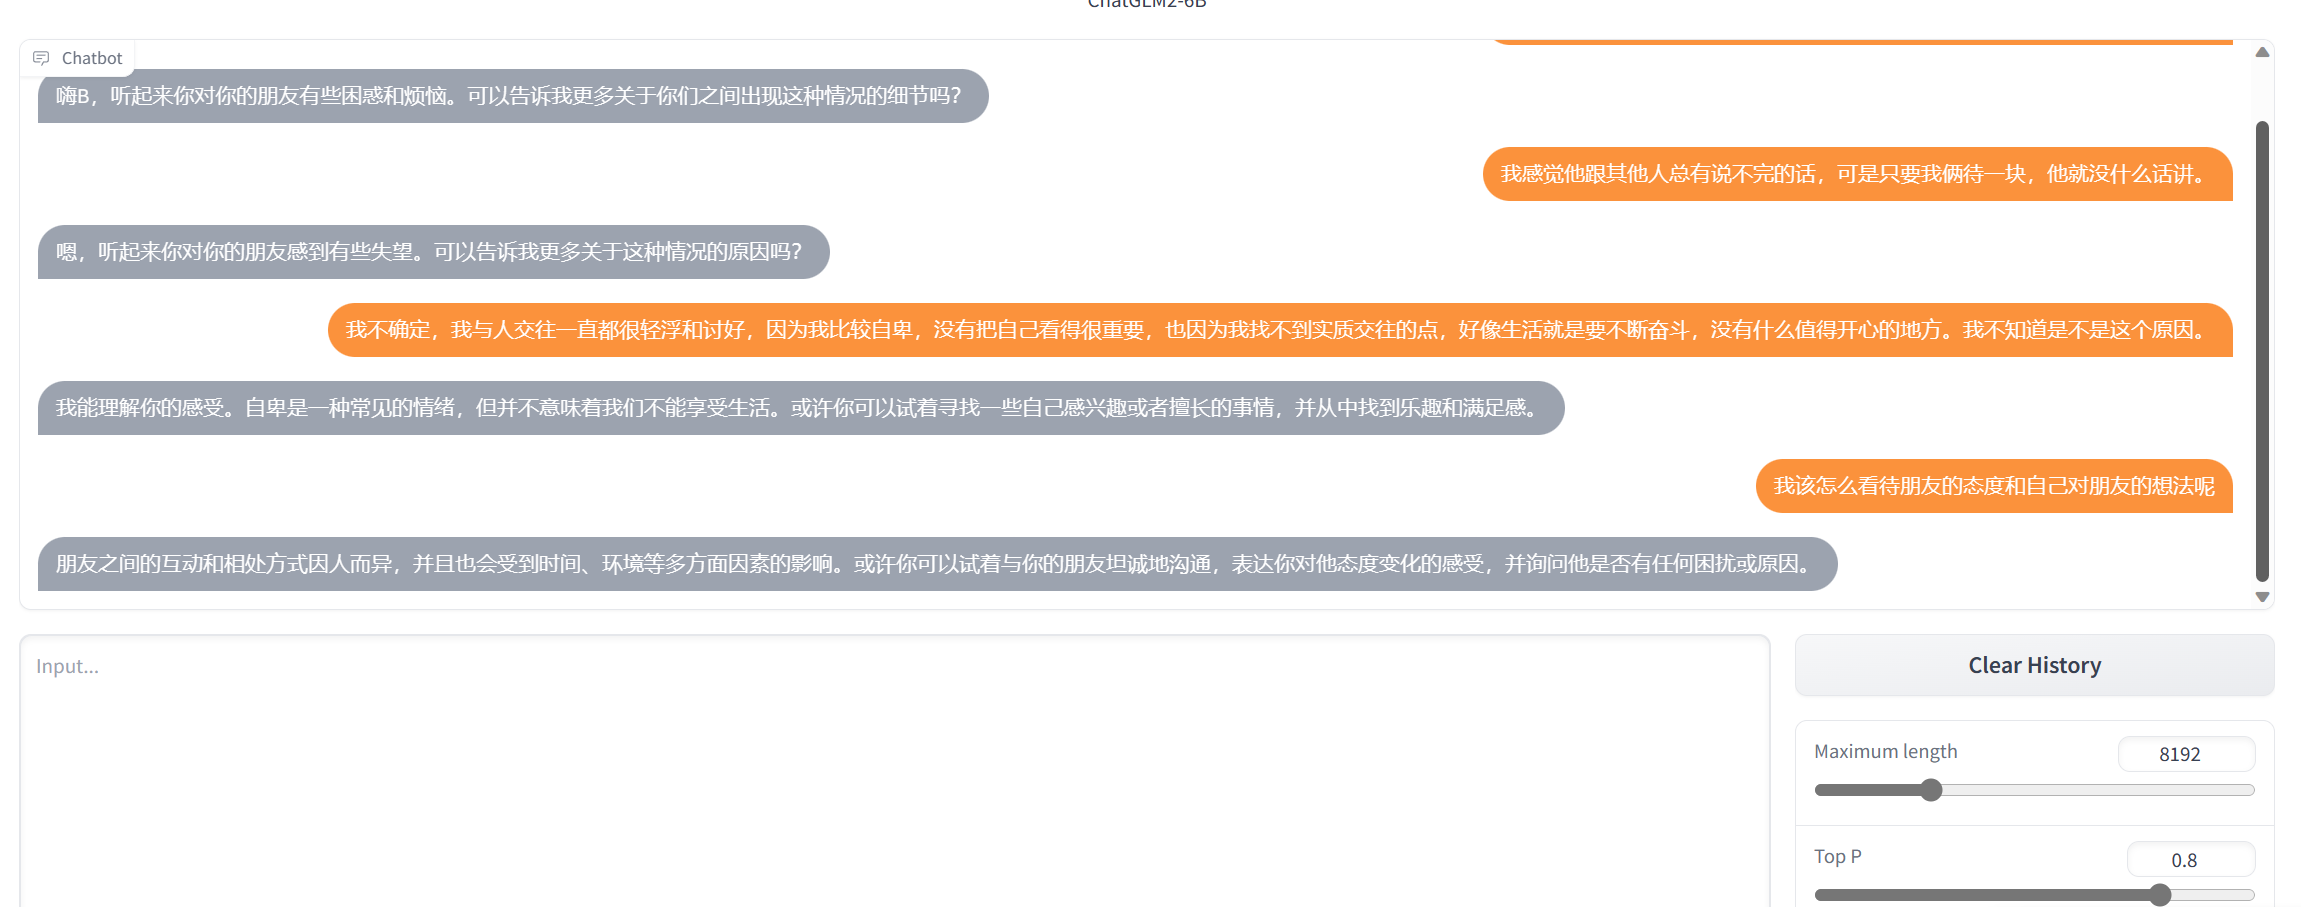 ChatGLM2-6B
Chatbot
嗨B，听起来你对你的朋友有些困惑和烦恼。可以告诉我更多关于你们之间出现这种情况的细节吗？
我感觉他跟其他人总有说不完的话，可是只要我俩待一块，他就没什么话讲。
嗯，听起来你对你的朋友感到有些失望。可以告诉我更多关于这种情况的原因吗？
我不确定，我与人交往一直都很轻浮和讨好，因为我比较自卑，没有把自己看得很重要，也因为我找不到实质交往的点，好像生活就是要不断奋斗，没有什么值得开心的地方。我不知道是不是这个原因。
我能理解你的感受。自卑是一种常见的情绪，但并不意味着我们不能享受生活。或许你可以试着寻找一些自己感兴趣或者擅长的事情，并从中找到乐趣和满足感。
我该怎么看待朋友的态度和自己对朋友的想法呢
朋友之间的互动和相处方式因人而异，并且也会受到时间、环境等多方面因素的影响。或许你可以试着与你的朋友坦诚地沟通，表达你对他态度变化的感受，并询问他是否有任何困扰或原因。
Input...
Clear History
Maximum length
8192
Top P
0.8